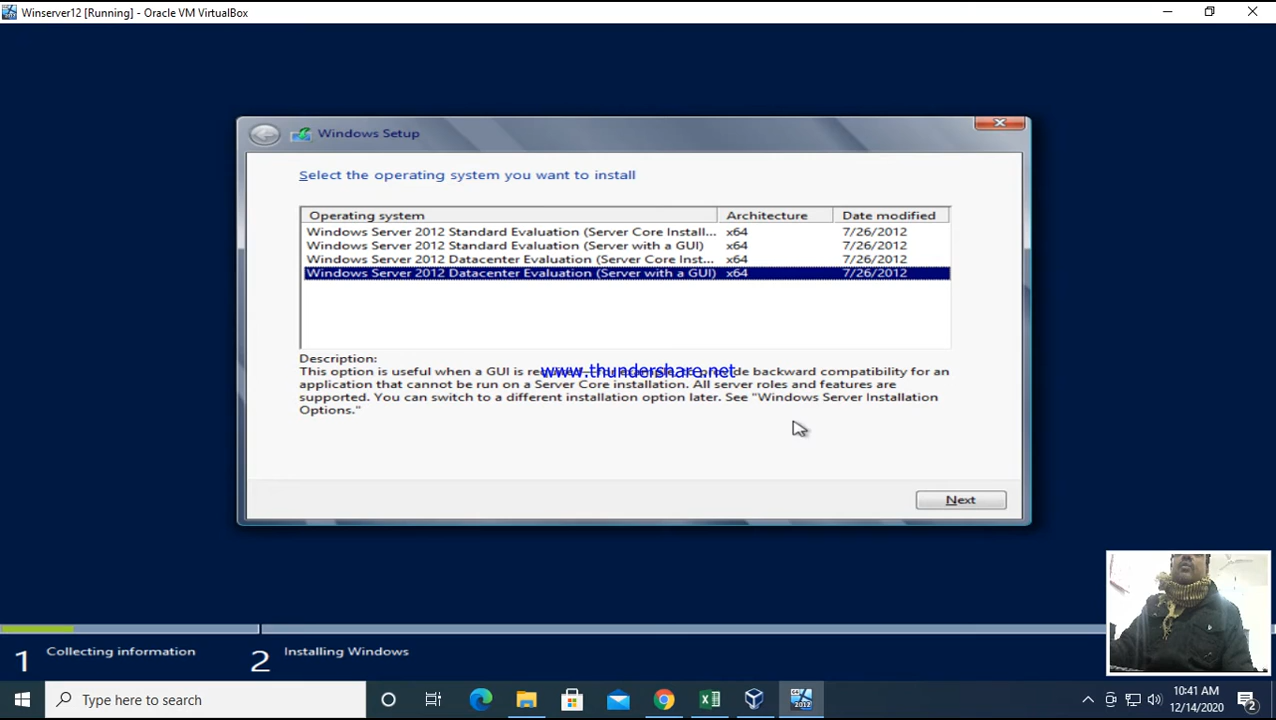 Winserver12 [Running] - Oracle VM VirtualBox
Windows Setup
Select the operating system you want to install
Operating system Architecture Date modified
Windows Server 2012 Standard Evaluation (Server Core Install... x64 7/26/2012
Windows Server 2012 Standard Evaluation (Server with a GUI) x64 7/26/2012
Windows Server 2012 Datacenter Evaluation (Server Core Inst... x64 7/26/2012
Windows Server 2012 Datacenter Evaluation (Server with a GUI) x64 7/26/2012
Description:
This option is useful when a GUI is backward compatibility for an
www.thundershare.net
application that cannot be run on a Server Core installation. All server roles and features are
supported. You can switch to a different installation option later. See "Windows Server Installation
Options."
Next
1 Collecting information 2 Installing Windows
Type here to search
10:41 AM
12/14/2020
2